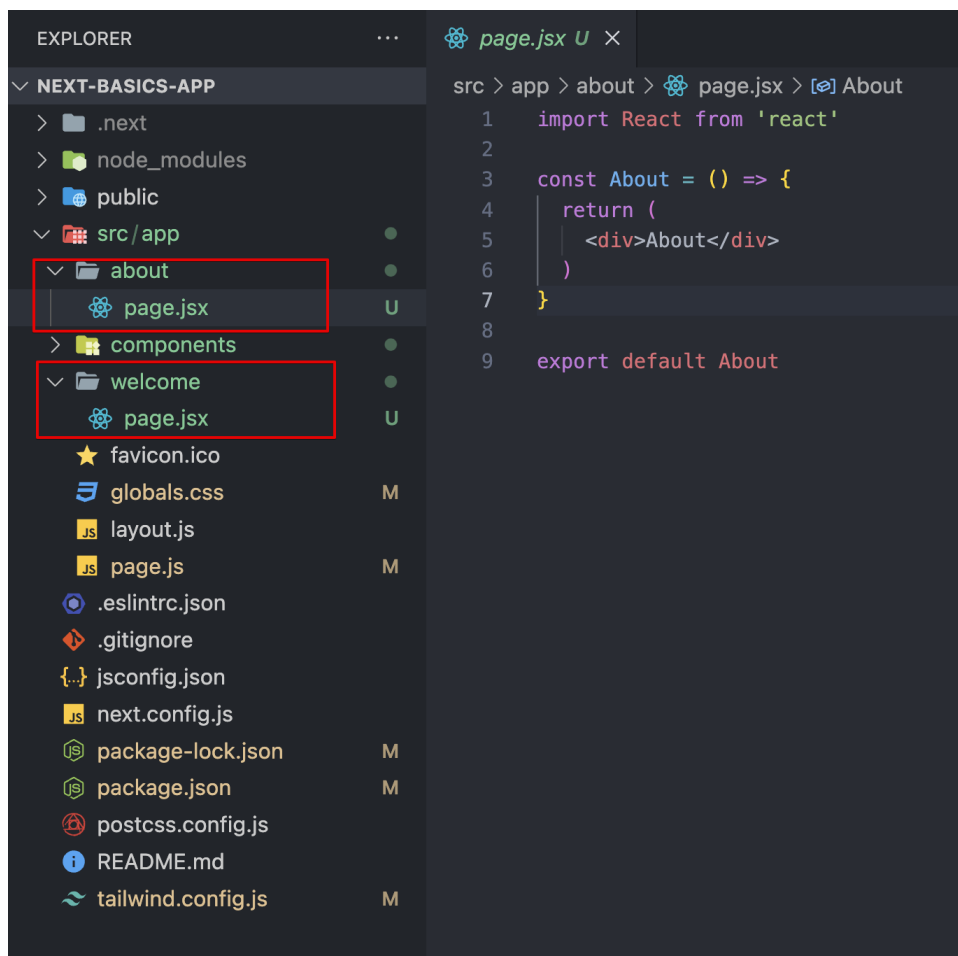 EXPLORER ...
NEXT-BASICS-APP
.next
node_modules
public
src/app
about
page.jsx U
components
welcome
page.jsx U
favicon.ico
globals.css M
layout.js
page.js M
.eslintrc.json
.gitignore
jsconfig.json
next.config.js
package-lock.json M
package.json M
postcss.config.js
README.md
tailwind.config.js M
page.jsx U
src > app > about > page.jsx > About
1 import React from 'react'
2
3 const About = () => {
4 return (
5 <div>About</div>
6 )
7 }
8
9 export default About